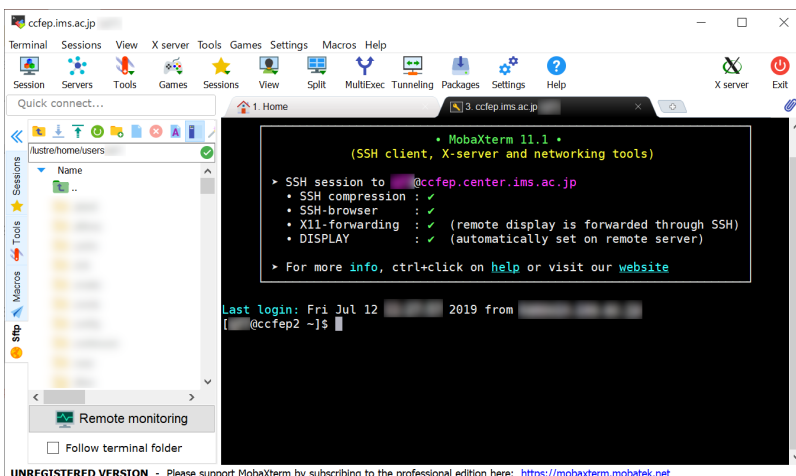 ccfep.ims.ac.jp
Terminal Sessions View X server Tools Games Settings Macros Help
Session Servers Tools Games Sessions View Split MultiExec Tunneling Packages Settings Help X server Exit
Quick connect...
1. Home
3. ccfep.ims.ac.jp
/lustre/home/users
Name
..
Sessions
Tools
Macros
Sftp
• MobaXterm 11.1 •
(SSH client, X-server and networking tools)
➤ SSH session to @ccfep.center.ims.ac.jp
• SSH compression : ✔
• SSH-browser : ✔
• X11-forwarding : ✔ (remote display is forwarded through SSH)
• DISPLAY : ✔ (automatically set on remote server)
➤ For more info, ctrl+click on help or visit our website
Last login: Fri Jul 12 2019 from
[ @ccfep2 ~]$
Remote monitoring
Follow terminal folder
UNREGISTERED VERSION - Please support MobaXterm by subscribing to the professional edition here: https://mobaxterm.mobatek.net